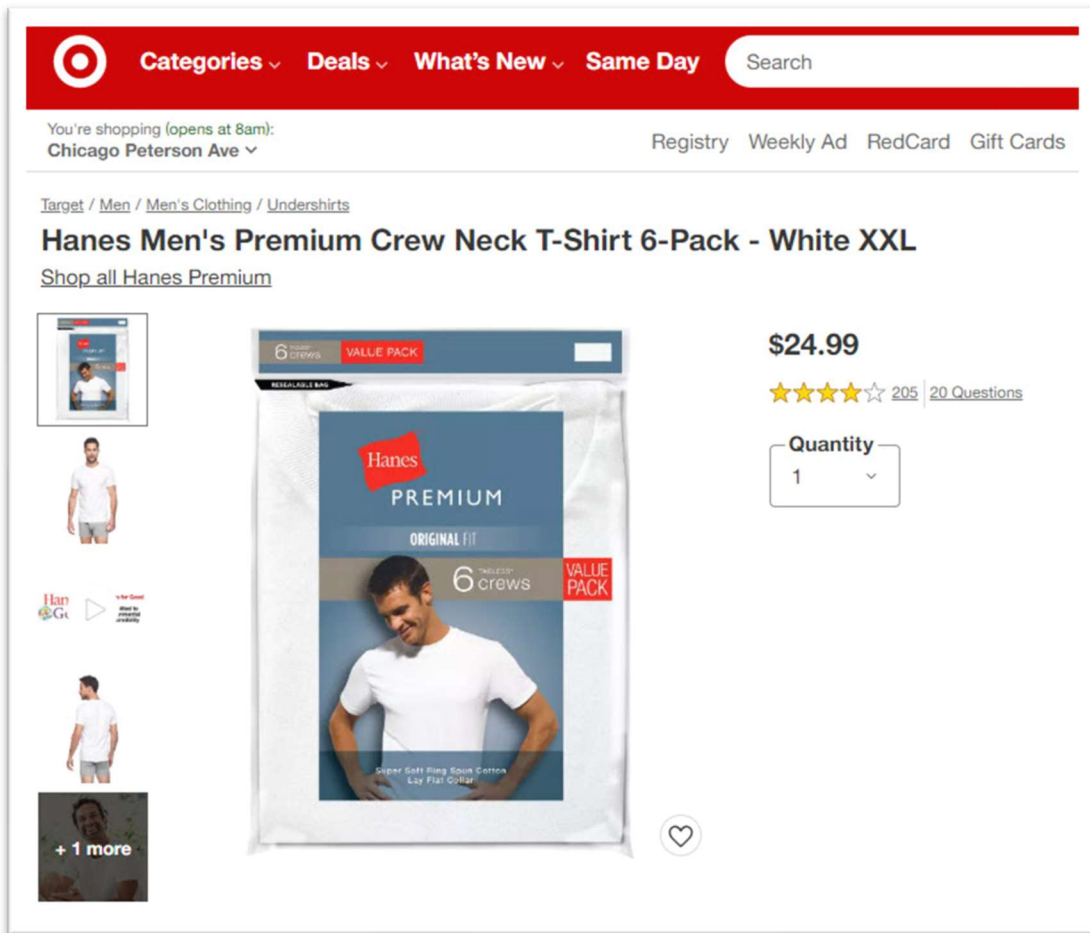 Categories Deals What's New Same Day Search
You're shopping (opens at 8am):
Chicago Peterson Ave
Registry Weekly Ad RedCard Gift Cards
Target / Men / Men's Clothing / Undershirts
Hanes Men's Premium Crew Neck T-Shirt 6-Pack - White XXL
Shop all Hanes Premium
6 crews VALUE PACK
RESEALABLE BAG
Hanes
PREMIUM
ORIGINAL FIT
6 TAGLESS
crews
VALUE
PACK
Super Soft Ring Spun Cotton
Lay Flat Collar
$24.99
205 20 Questions
Quantity
1
+ 1 more